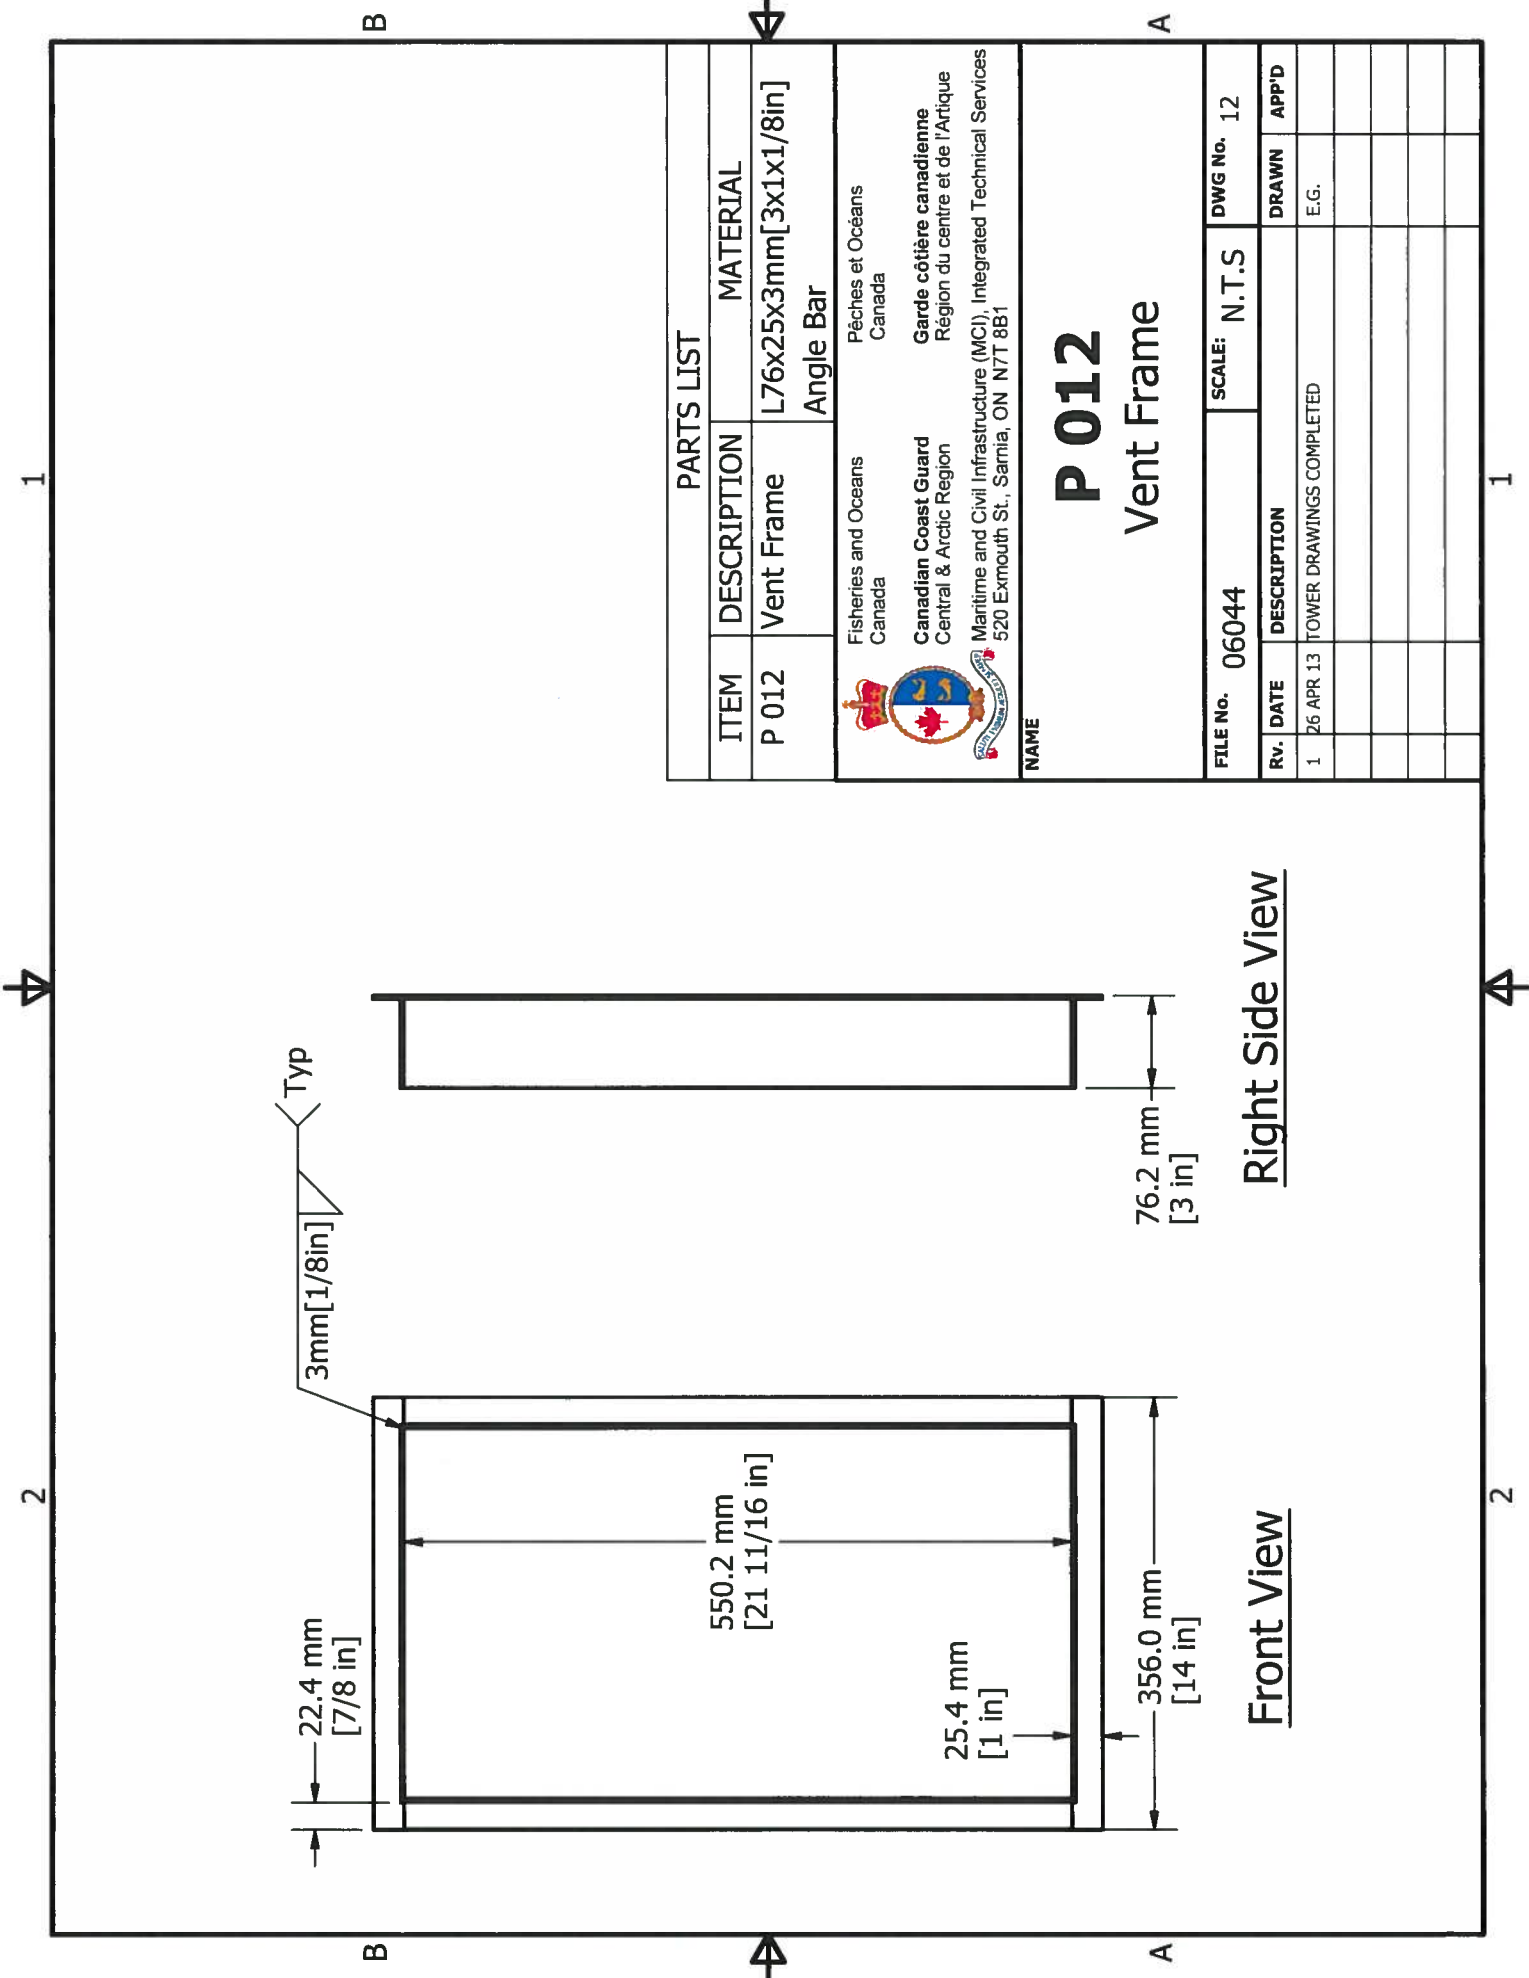 2
1
B
B
A
A
2
1
22.4 mm
[7/8 in]
3mm[1/8in]
Typ
550.2 mm
[21 11/16 in]
25.4 mm
[1 in]
356.0 mm
[14 in]
Front View
76.2 mm
[3 in]
Right Side View
PARTS LIST
ITEM DESCRIPTION MATERIAL
P 012 Vent Frame L76x25x3mm[3x1x1/8in]
Angle Bar
Fisheries and Oceans Pêches et Océans
Canada Canada
Canadian Coast Guard Garde côtière canadienne
Central & Arctic Region Région du centre et de l'Artique
Maritime and Civil Infrastructure (MCI), Integrated Technical Services
520 Exmouth St., Sarnia, ON N7T 8B1
NAME
P 012
Vent Frame
FILE No. 06044 SCALE: N.T.S DWG No. 12
Rv. DATE DESCRIPTION DRAWN APP'D
1 26 APR 13 TOWER DRAWINGS COMPLETED E.G.